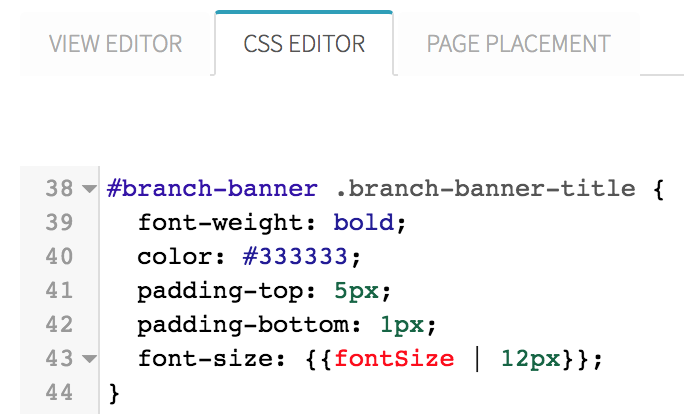 VIEW EDITOR CSS EDITOR PAGE PLACEMENT
38 #branch-banner .branch-banner-title {
39 font-weight: bold;
40 color: #333333;
41 padding-top: 5px;
42 padding-bottom: 1px;
43 font-size: {{fontSize | 12px}};
44 }